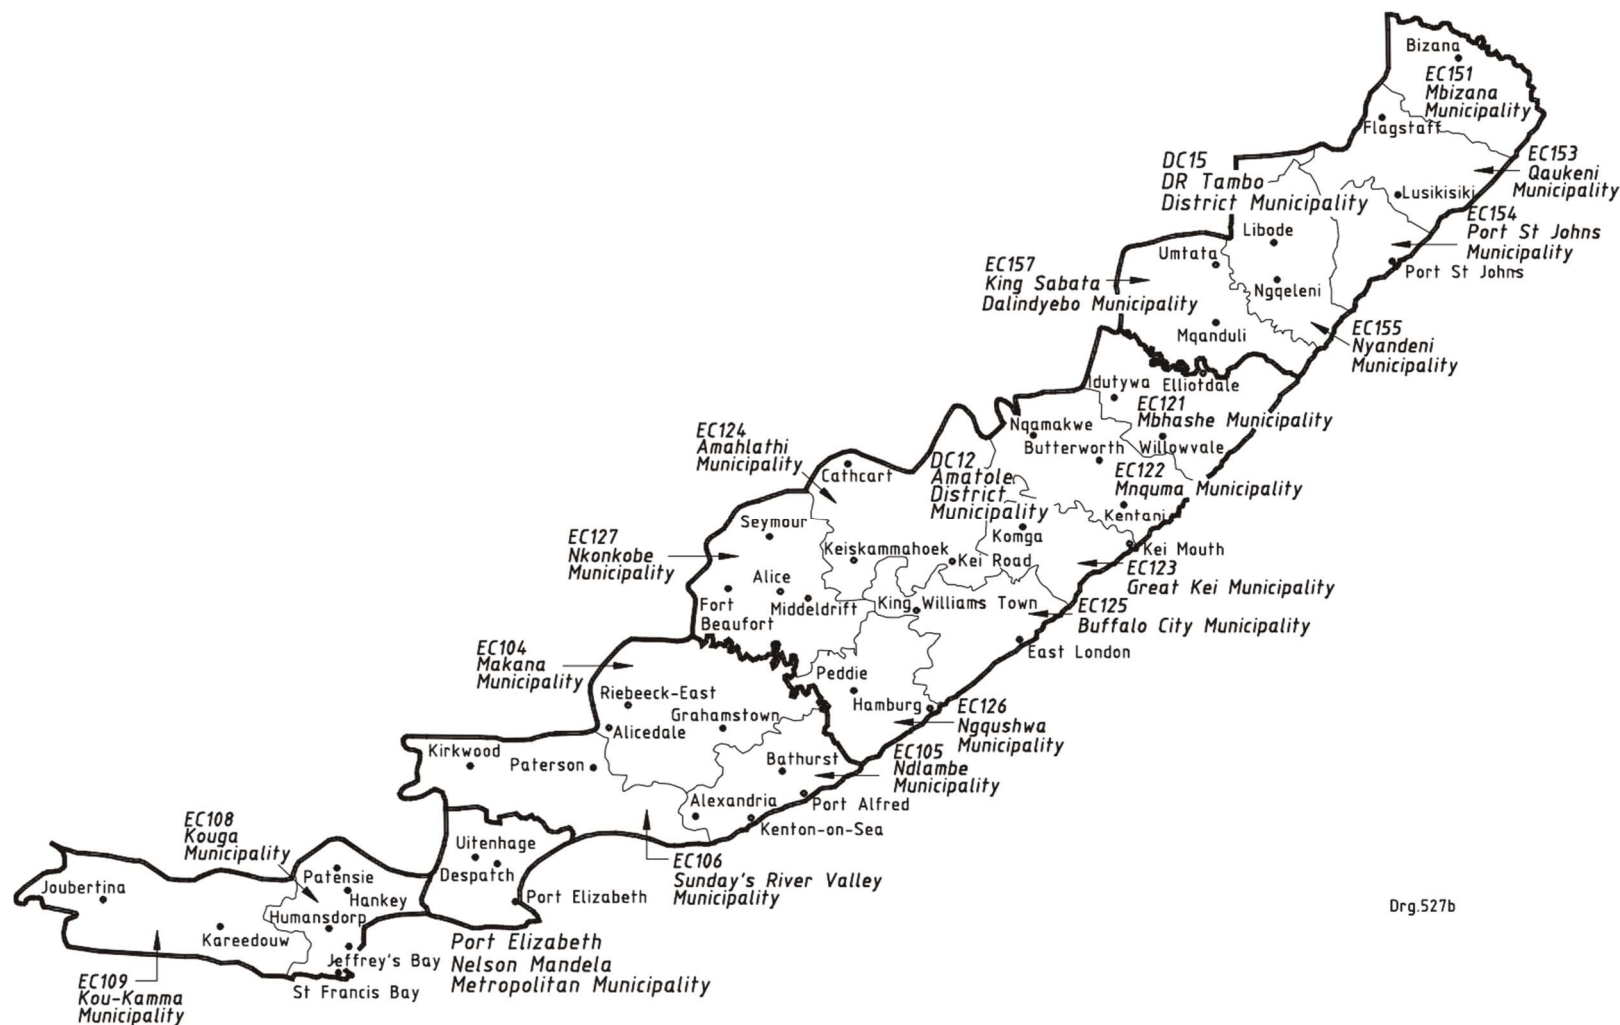 Bizana
EC151
Mbizana
Municipality
Flagstaff
EC153
Qaukeni
Municipality
DC15
DR Tambo
District Municipality
Lusikisiki
EC154
Port St Johns
Municipality
Libode
Umtata
Port St Johns
EC157
King Sabata
Dalindyebo Municipality
Ngqeleni
Mqanduli
EC155
Nyandeni
Municipality
Idutywa
Elliotdale
EC121
Mbhashe Municipality
Nqamakwe
Butterworth
Willowvale
EC124
Amahlathi
Municipality
Cathcart
DC12
Amatole
District
Municipality
EC122
Mnquma Municipality
Kentani
Seymour
Komga
Kei Mouth
EC127
Nkonkobe
Municipality
Keiskammahoek
Kei Road
EC123
Great Kei Municipality
Alice
Middeldrift
Fort
Beaufort
King Williams Town
EC125
Buffalo City Municipality
East London
EC104
Makana
Municipality
Peddie
Hamburg
Riebeeck-East
Grahamstown
Alicedale
EC126
Ngqushwa
Municipality
Kirkwood
Paterson
Bathurst
EC105
Ndlambe
Municipality
Alexandria
Port Alfred
Kenton-on-Sea
EC108
Kouga
Municipality
Uitenhage
Despatch
EC106
Sunday's River Valley
Municipality
Patensie
Joubertina
Hankey
Port Elizabeth
Humansdorp
Kareedouw
Jeffrey's Bay
St Francis Bay
Port Elizabeth
Nelson Mandela
Metropolitan Municipality
EC109
Kou-Kamma
Municipality
Drg.527b